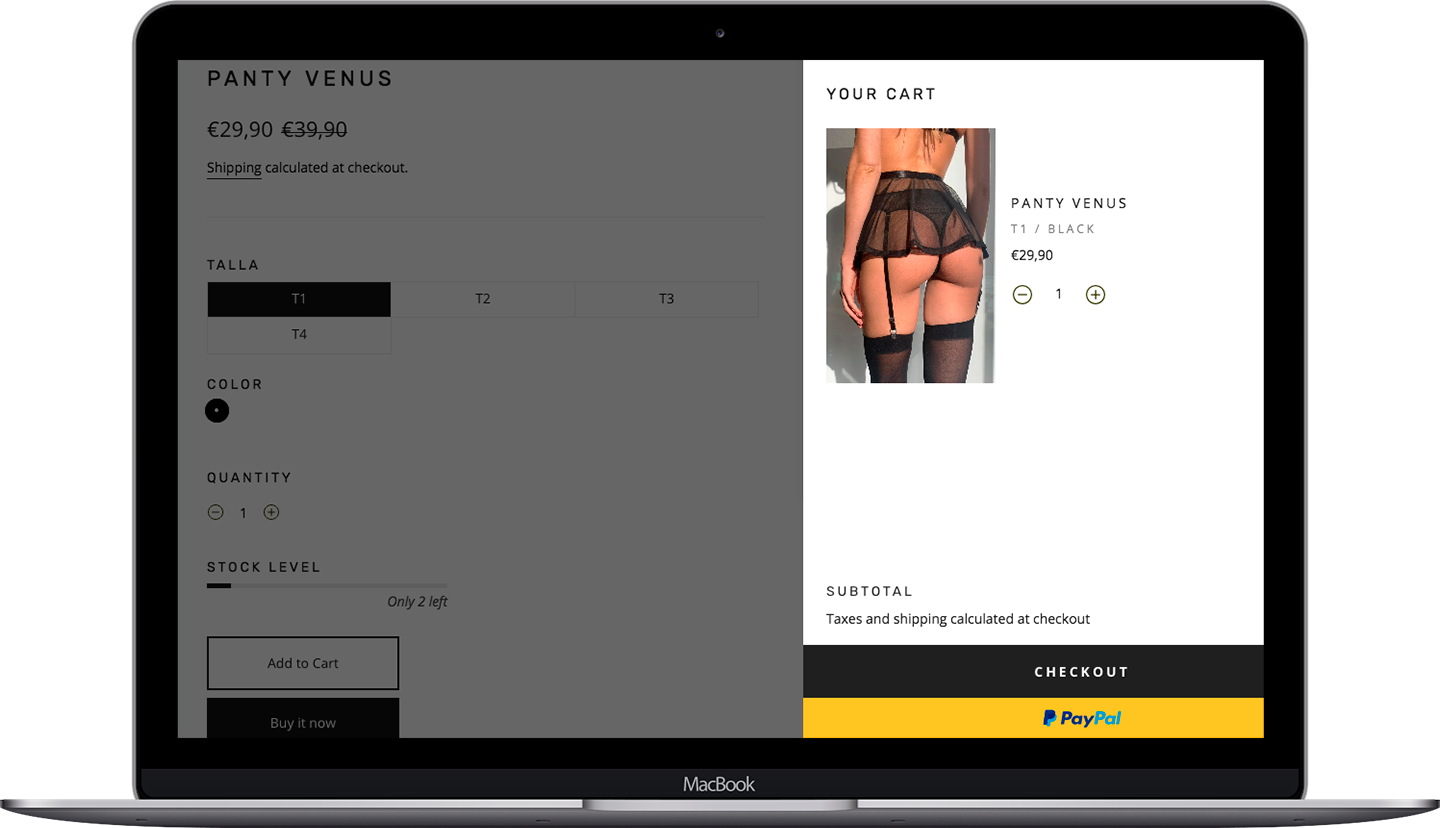 PANTY VENUS
€29,90 €39,90
Shipping calculated at checkout.
TALLA
T1 T2 T3
T4
COLOR
QUANTITY
1
STOCK LEVEL
Only 2 left
Add to Cart
Buy it now
YOUR CART
PANTY VENUS
T1 / BLACK
€29,90
1
SUBTOTAL
Taxes and shipping calculated at checkout
CHECKOUT
PayPal
MacBook